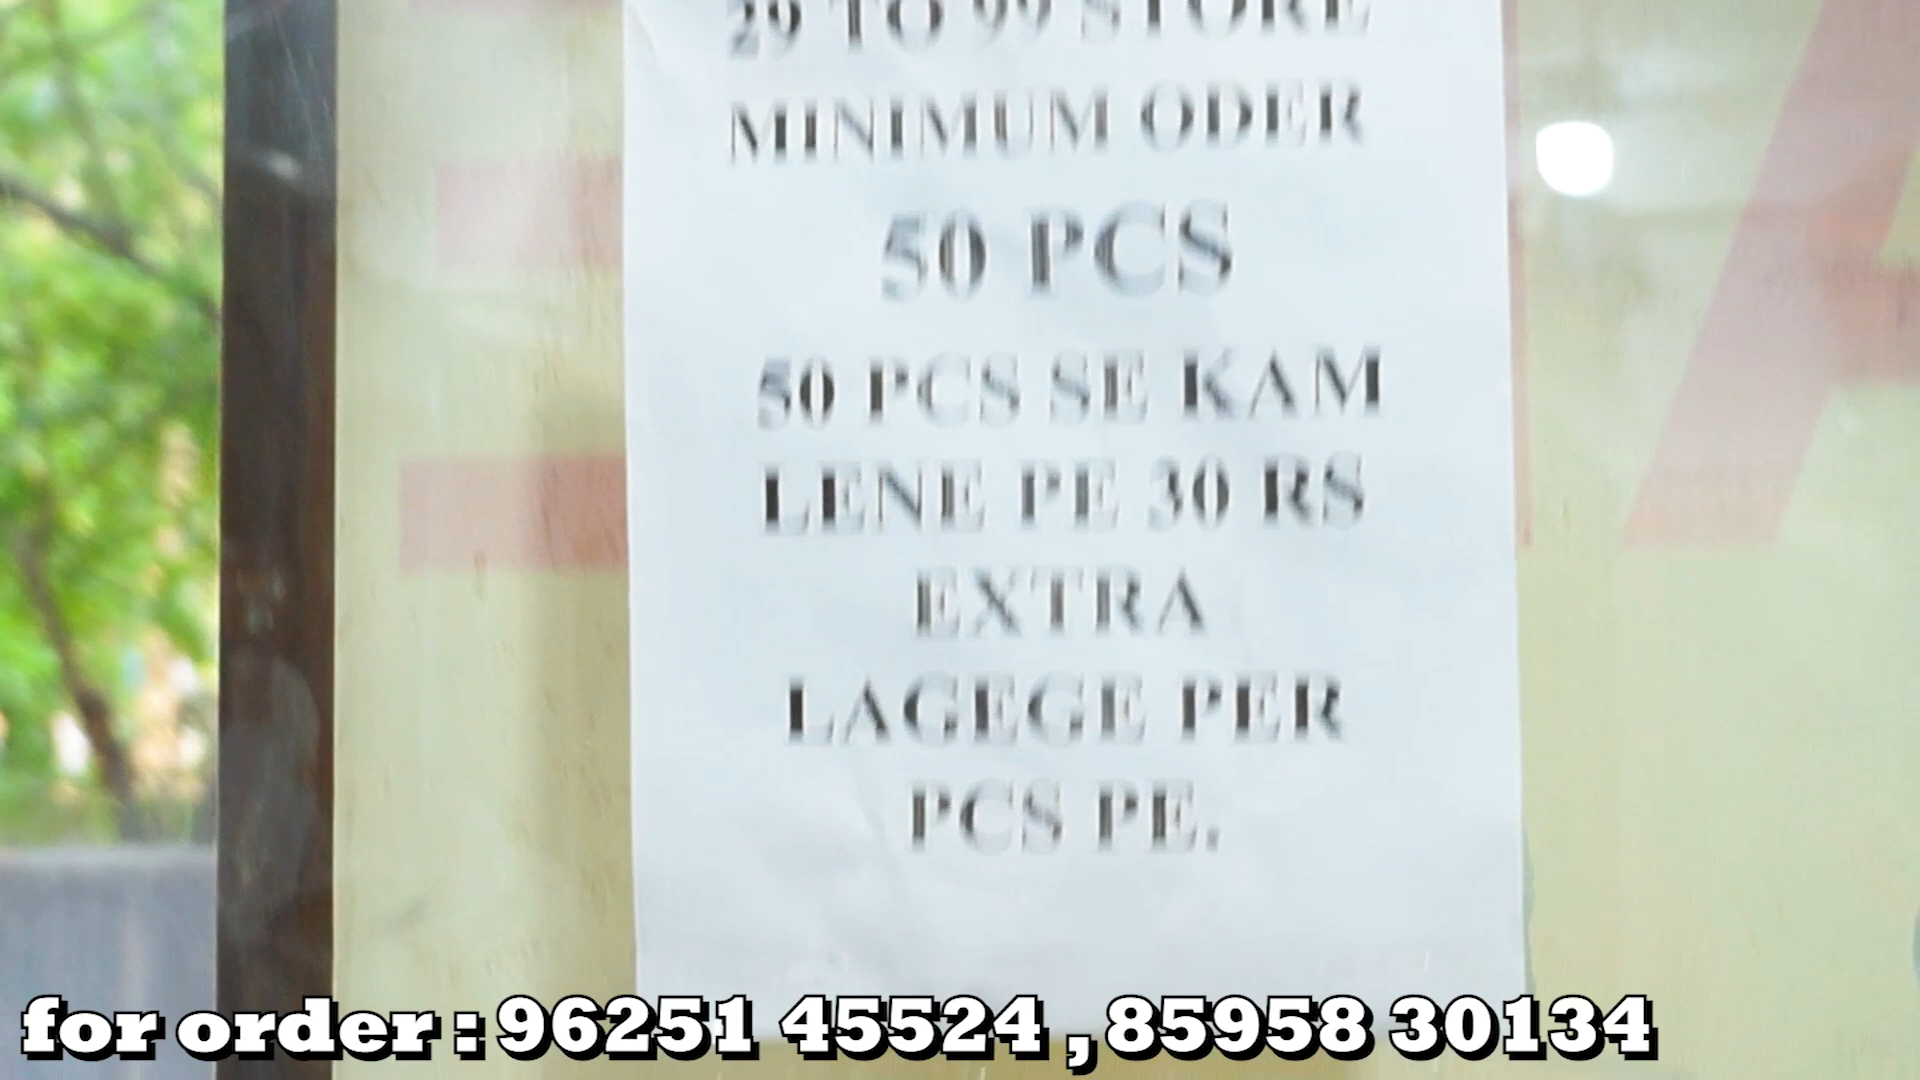 29 TO 99 STORE
MINIMUM ODER
50 PCS
50 PCS SE KAM
LENE PE 30 RS
EXTRA
LAGEGE PER
PCS PE.
for order : 96251 45524 , 85958 30134